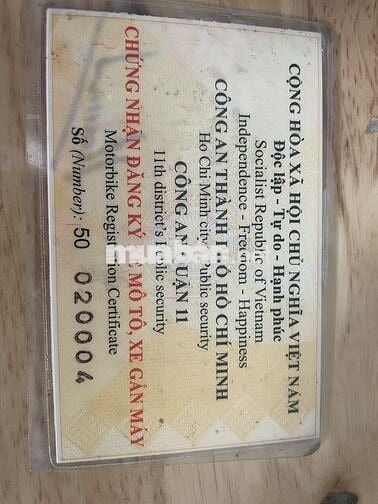 CỘNG HÒA XÃ HỘI CHỦ NGHĨA VIỆT NAM
Độc lập - Tự do - Hạnh phúc
Socialist Republic of Vietnam
Independence - Freedom - Happiness
CÔNG AN THÀNH PHỐ HỒ CHÍ MINH
Ho Chi Minh city's Public security
CÔNG AN QUẬN 11
11th district's Public security
CHỨNG NHẬN ĐĂNG KÝ XE MÔ TÔ, XE GẮN MÁY
Motorbike Registration Certificate
Số (Number): 50 020004